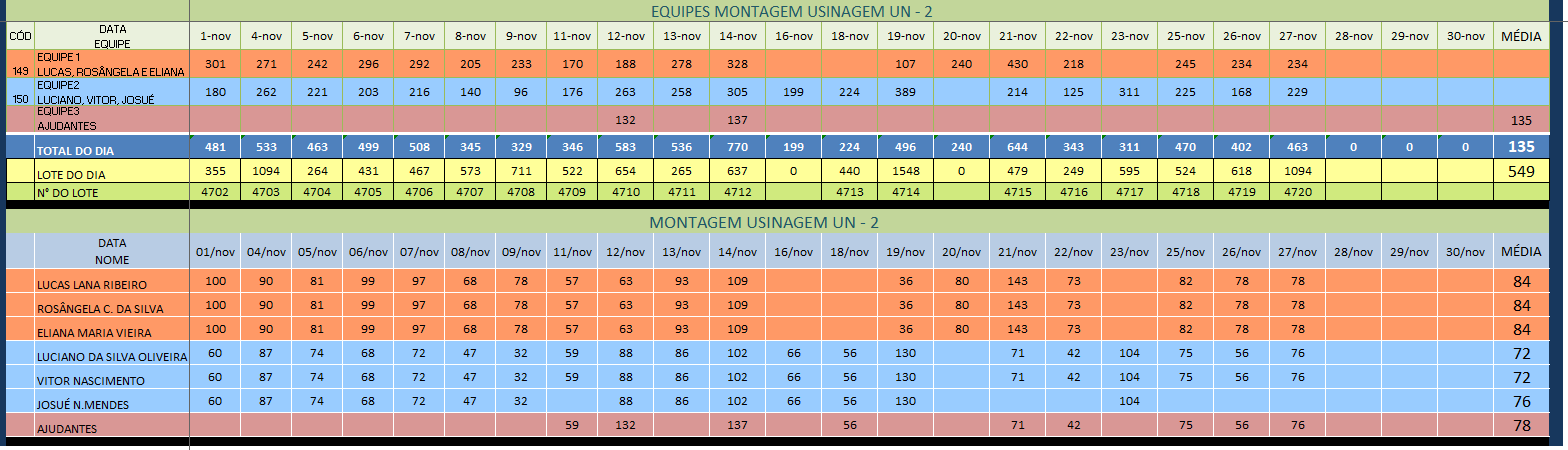 EQUIPES MONTAGEM USINAGEM UN - 2
CÓD DATA EQUIPE 1-nov 4-nov 5-nov 6-nov 7-nov 8-nov 9-nov 11-nov 12-nov 13-nov 14-nov 16-nov 18-nov 19-nov 20-nov 21-nov 22-nov 23-nov 25-nov 26-nov 27-nov 28-nov 29-nov 30-nov MÉDIA
149 EQUIPE 1 LUCAS, ROSÂNGELA E ELIANA 301 271 242 296 292 205 233 170 188 278 328 107 240 430 218 245 234 234
150 EQUIPE2 LUCIANO, VITOR, JOSUÉ 180 262 221 203 216 140 96 176 263 258 305 199 224 389 214 125 311 225 168 229
EQUIPE3 AJUDANTES 132 137 135
TOTAL DO DIA 481 533 463 499 508 345 329 346 583 536 770 199 224 496 240 644 343 311 470 402 463 0 0 0 135
LOTE DO DIA 355 1094 264 431 467 573 711 522 654 265 637 0 440 1548 0 479 249 595 524 618 1094 549
Nº DO LOTE 4702 4703 4704 4705 4706 4707 4708 4709 4710 4711 4712 4713 4714 4715 4716 4717 4718 4719 4720
MONTAGEM USINAGEM UN - 2
DATA NOME 01/nov 04/nov 05/nov 06/nov 07/nov 08/nov 09/nov 11/nov 12/nov 13/nov 14/nov 16/nov 18/nov 19/nov 20/nov 21/nov 22/nov 23/nov 25/nov 26/nov 27/nov 28/nov 29/nov 30/nov MÉDIA
LUCAS LANA RIBEIRO 100 90 81 99 97 68 78 57 63 93 109 36 80 143 73 82 78 78 84
ROSÂNGELA C. DA SILVA 100 90 81 99 97 68 78 57 63 93 109 36 80 143 73 82 78 78 84
ELIANA MARIA VIEIRA 100 90 81 99 97 68 78 57 63 93 109 36 80 143 73 82 78 78 84
LUCIANO DA SILVA OLIVEIRA 60 87 74 68 72 47 32 59 88 86 102 66 56 130 71 42 104 75 56 76 72
VITOR NASCIMENTO 60 87 74 68 72 47 32 59 88 86 102 66 56 130 71 42 104 75 56 76 72
JOSUÉ N.MENDES 60 87 74 68 72 47 32 88 86 102 66 56 130 104 76
AJUDANTES 59 132 137 56 71 42 75 56 76 78